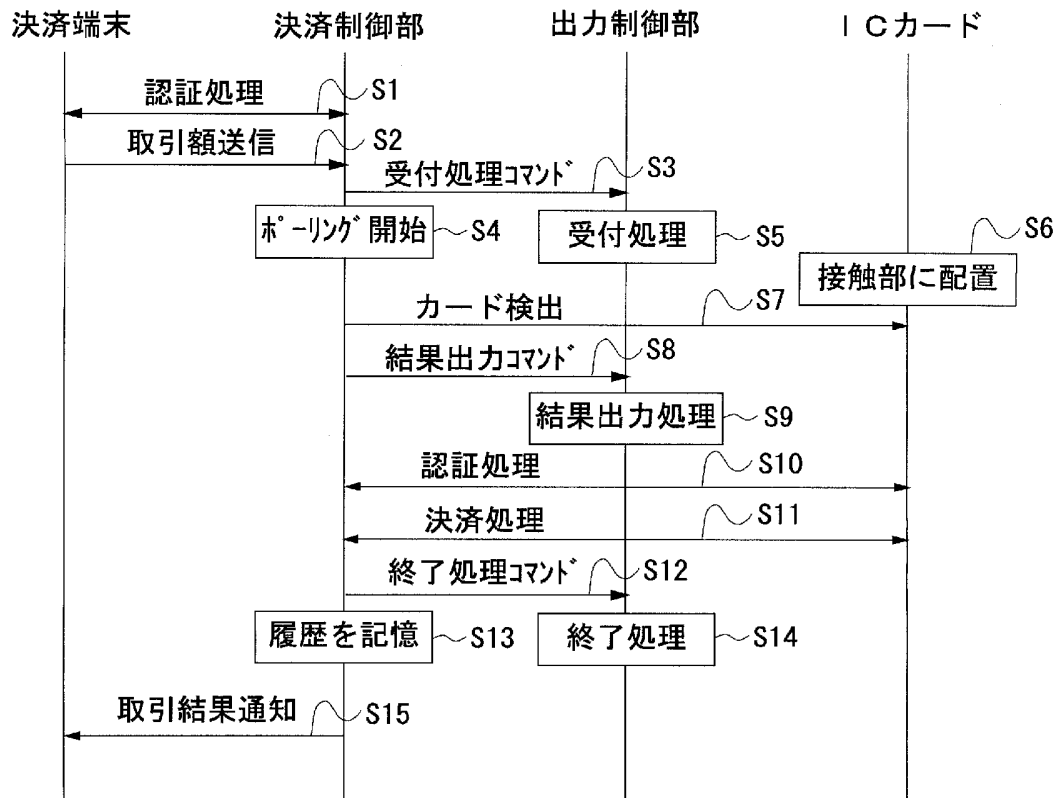 決済端末 決済制御部 出力制御部 ICカード
認証処理 S1
取引額送信 S2
受付処理コマンド S3
ポーリング開始 S4
受付処理 S5
接触部に配置 S6
カード検出 S7
結果出力コマンド S8
結果出力処理 S9
認証処理 S10
決済処理 S11
終了処理コマンド S12
履歴を記憶 S13
終了処理 S14
取引結果通知 S15